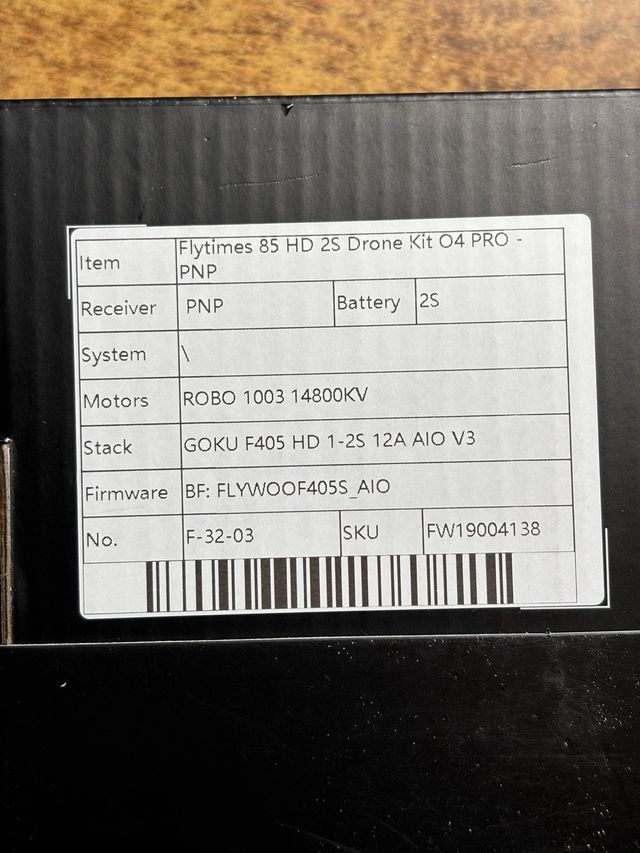 Item Flytimes 85 HD 2S Drone Kit O4 PRO -
PNP
Receiver PNP Battery 2S
System \
Motors ROBO 1003 14800KV
Stack GOKU F405 HD 1-2S 12A AIO V3
Firmware BF: FLYWOOF405S_AIO
No. F-32-03 SKU FW19004138